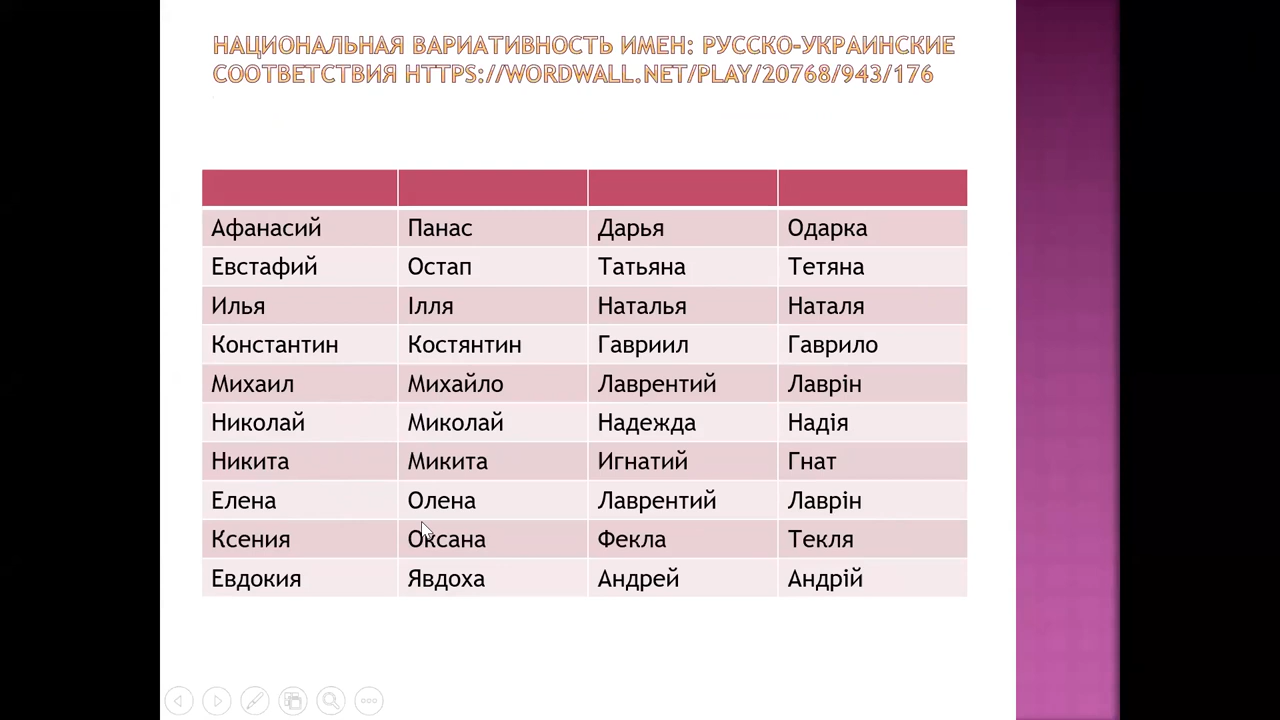 НАЦИОНАЛЬНАЯ ВАРИАТИВНОСТЬ ИМЕН: РУССКО-УКРАИНСКИЕ
СООТВЕТСТВИЯ HTTPS://WORDWALL.NET/PLAY/20768/943/176
Афанасий Панас Дарья Одарка
Евстафий Остап Татьяна Тетяна
Илья Ілля Наталья Наталя
Константин Костянтин Гавриил Гаврило
Михаил Михайло Лаврентий Лаврін
Николай Миколай Надежда Надія
Никита Микита Игнатий Гнат
Елена Олена Лаврентий Лаврін
Ксения Оксана Фекла Текля
Евдокия Явдоха Андрей Андрій